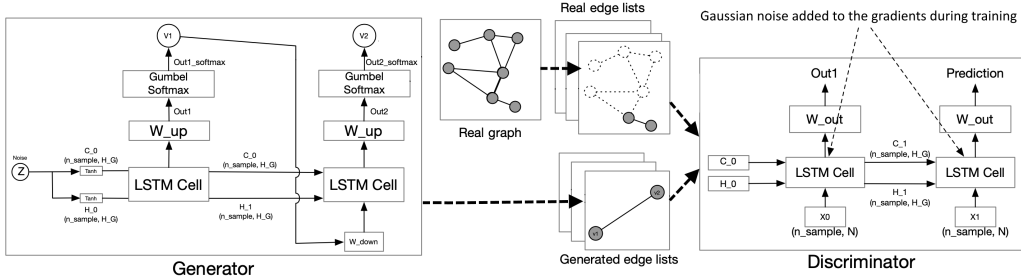 V1
V2
Out1_softmax
Out2_softmax
Gumbel
Softmax
Gumbel
Softmax
Out1
Out2
W_up
W_up
Noise
Z
C_0
(n_sample, H_G)
Tanh
LSTM Cell
C_0
(n_sample, H_G)
LSTM Cell
Tanh
H_0
(n_sample, H_G)
H_1
(n_sample, H_G)
W_down
Generator
Real graph
Real edge lists
v2
v1
Generated edge lists
Gaussian noise added to the gradients during training
Out1
Prediction
W_out
W_out
C_0
H_0
LSTM Cell
C_1
(n_sample, H_G)
LSTM Cell
H_1
(n_sample, H_G)
X0
(n_sample, N)
X1
(n_sample, N)
Discriminator